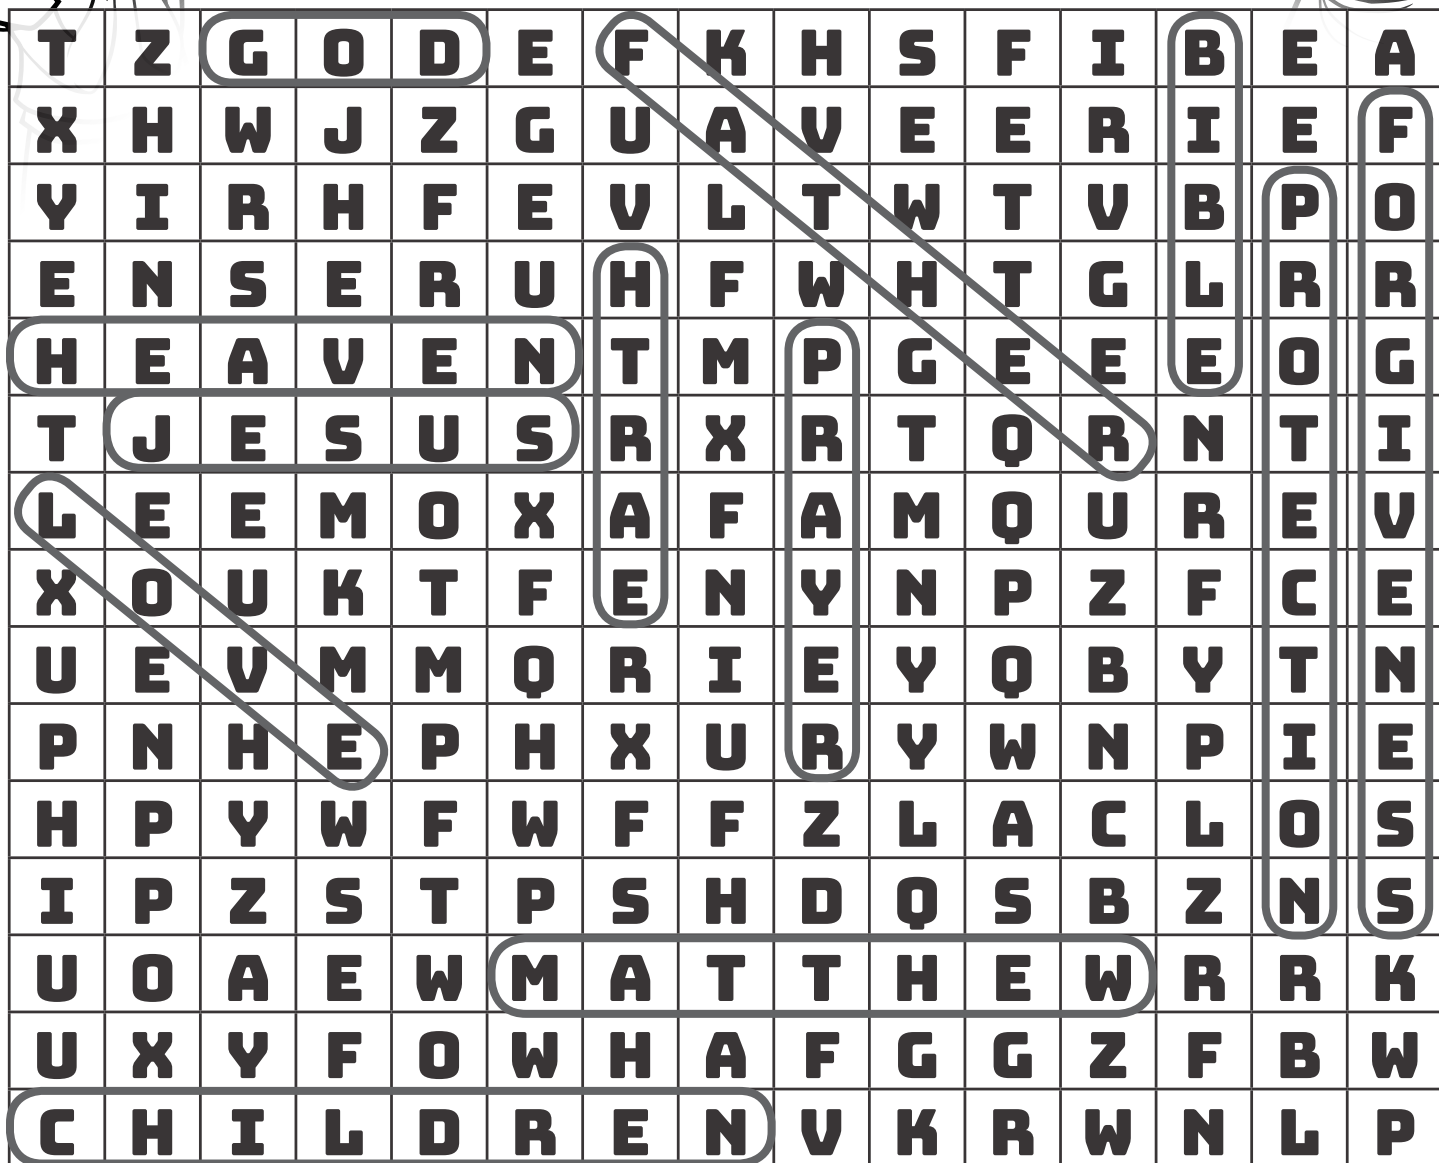 T Z G O D E F K H S F I B E A
X H W J Z G U A V E E R I E F
Y I R H F E V L T W T V B P O
E N S E R U H F W H T G L R R
H E A V E N T M P G E E E O G
T J E S U S R X R T Q R N T I
L E E M O X A F A M Q U R E V
X O U K T F E N Y N P Z F C E
U E V M M Q R I E Y Q B Y T N
P N H E P H X U R Y W N P I E
H P Y W F W F F Z L A C L O S
I P Z S T P S H D Q S B Z N S
U O A E W M A T T H E W R R K
U X Y F O W H A F G G Z F B W
C H I L D R E N V K R W N L P